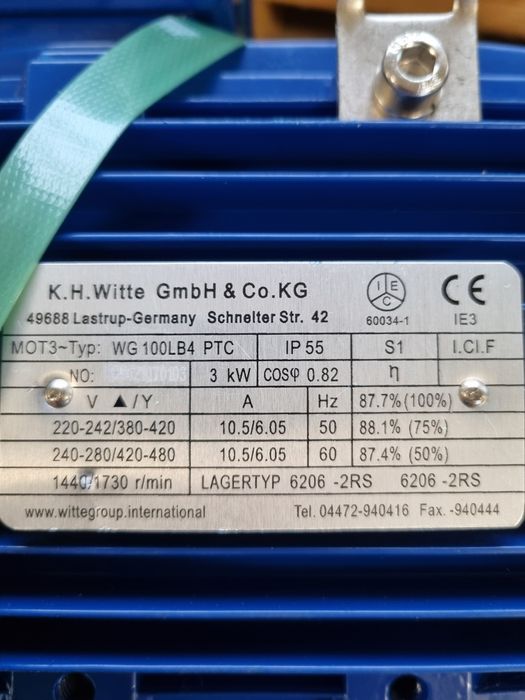 K.H.Witte GmbH & Co.KG
49688 Lastrup-Germany Schnelter Str. 42
IEC
60034-1
CE
IE3
MOT3~Typ: WG 100LB4 PTC IP 55 S1 I.Cl.F
NO: 3 kW COSφ 0.82 η
V ▲/Y A Hz 87.7% (100%)
220-242/380-420 10.5/6.05 50 88.1% (75%)
240-280/420-480 10.5/6.05 60 87.4% (50%)
1440/1730 r/min LAGERTYP 6206 -2RS 6206 -2RS
www.wittegroup.international Tel. 04472-940416 Fax. -940444